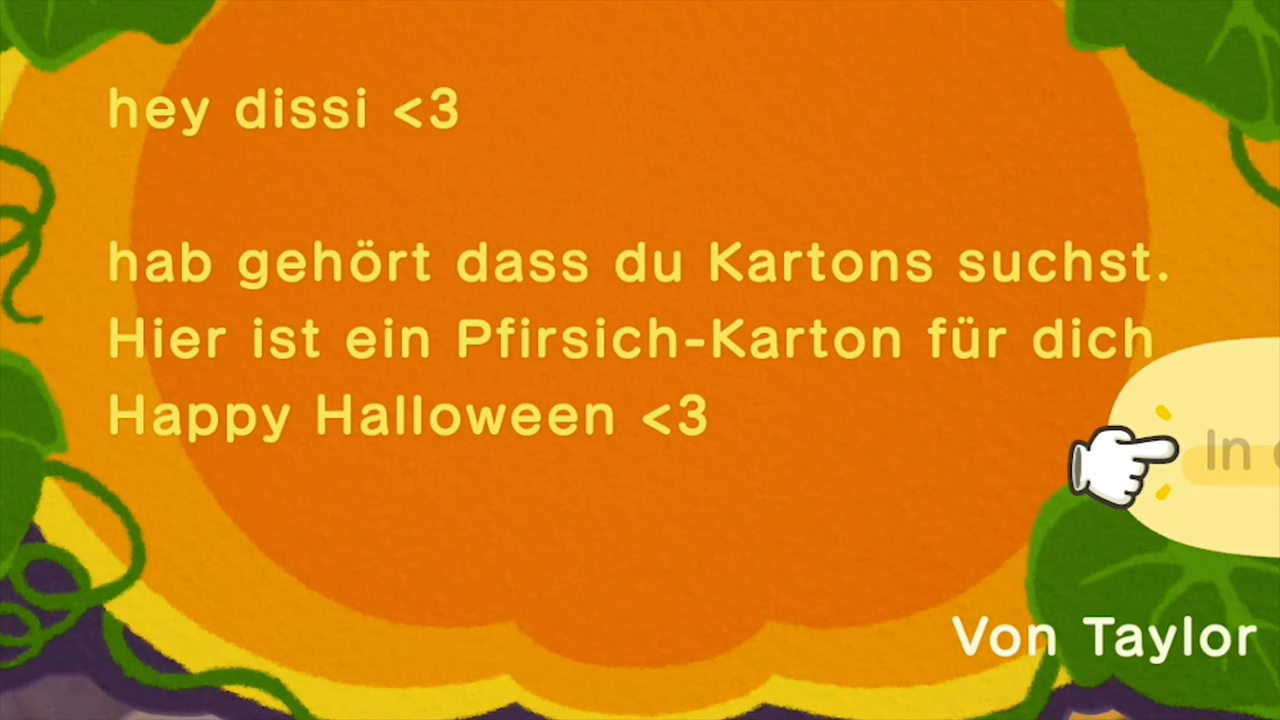 hey dissi <3
hab gehört dass du Kartons suchst.
Hier ist ein Pfirsich-Karton für dich
Happy Halloween <3
In
Von Taylor